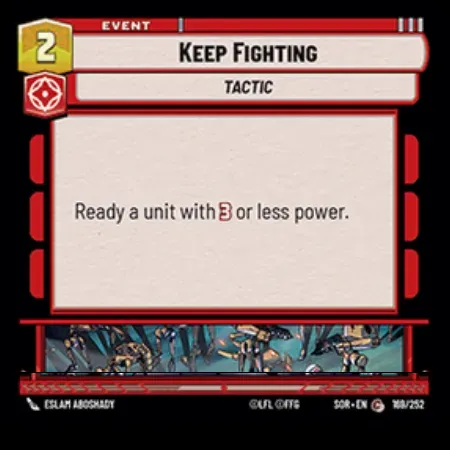 EVENT
2
KEEP FIGHTING
TACTIC
Ready a unit with 3 or less power.
ESLAM ABOSHADY ©LFL ©FFG SOR • EN C 169/252